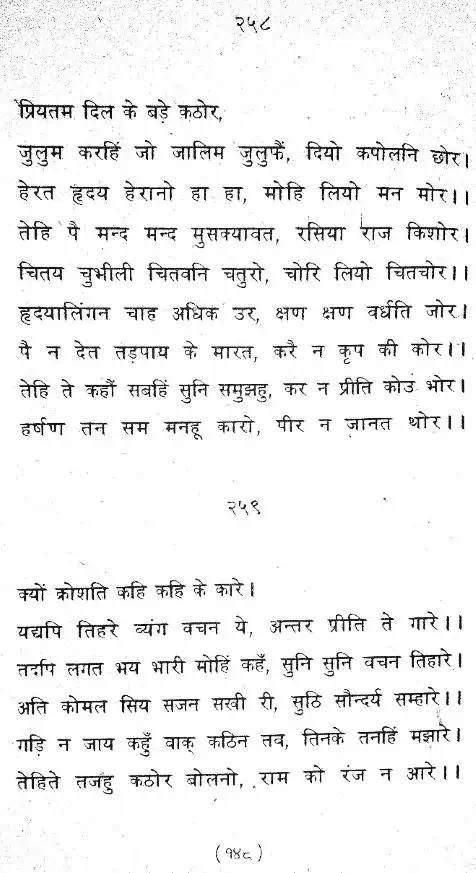 २५८
प्रियतम दिल के बड़े कठोर,
जुलुम करहिं जो जालिम जुलुफैं, दियो कपोलनि छोर।
हेरत हृदय हेरानो हा हा, मोहि लियो मन मोर।।
तेहि पै मन्द मन्द मुसक्यावत, रसिया राज किशोर।
चितय चुभीली चितवनि चतुरो, चोरि लियो चितचोर।।
हृदयालिंगन चाह अधिक उर, क्षण क्षण वर्धति जोर।
पै न देत तड़पाय के मारत, करै न कृप की कोर।।
तेहि ते कहौं सबहिं सुनि समुझहु, कर न प्रीति कोउ भोर।
हर्षण तन सम मनहू कारो, पीर न जानत थोर।।
२५९
क्यों क्रोशति कहि कहि के कारे।
यद्यपि तिहरे व्यंग वचन ये, अन्तर प्रीति ते गारे।।
तदपि लगत भय भारी मोहिं कहँ, सुनि सुनि वचन तिहारे।
अति कोमल सिय सजन सखी री, सुठि सौन्दर्य सम्हारे।।
गड़ि न जाय कहुँ वाक् कठिन तव, तिनके तनहिं मझारे।
तेहिते तजहु कठोर बोलनो, राम को रंज न आरे।।
(१४८)